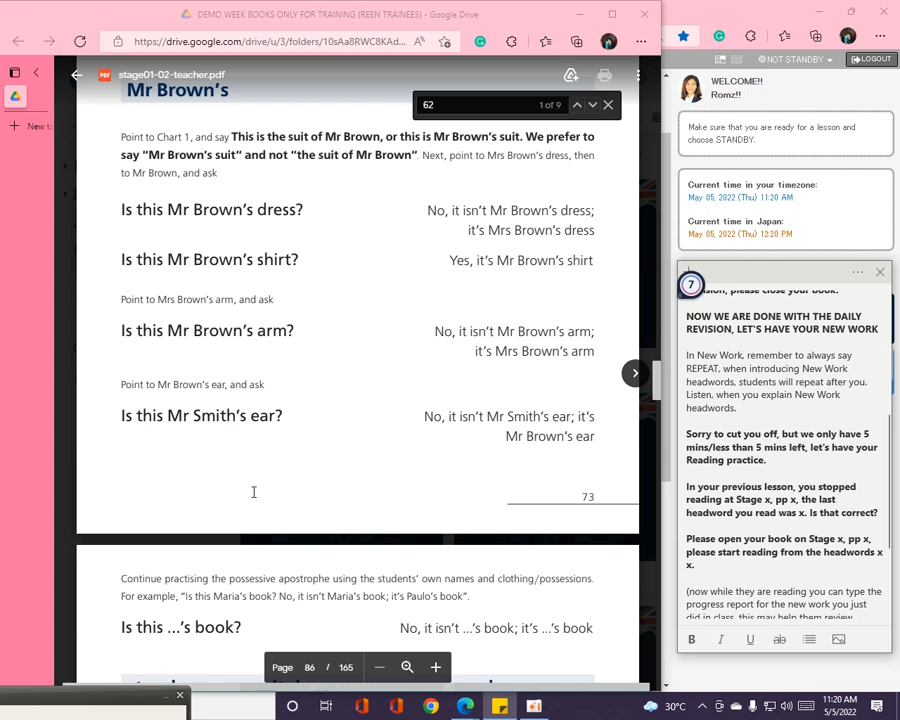 DEMO WEEK BOOKS ONLY FOR TRAINING (REEN TRAINEES) - Google Drive
https://drive.google.com/drive/u/3/folders/10sAa8RWC8KAd...
New t
stage01-02-teacher.pdf
62
1 of 9
Mr Brown's
Point to Chart 1, and say This is the suit of Mr Brown, or this is Mr Brown's suit. We prefer to
say "Mr Brown's suit" and not "the suit of Mr Brown". Next, point to Mrs Brown's dress, then
to Mr Brown, and ask
Is this Mr Brown's dress?
No, it isn't Mr Brown's dress;
it's Mrs Brown's dress
Is this Mr Brown's shirt?
Yes, it's Mr Brown's shirt
Point to Mrs Brown's arm, and ask
Is this Mr Brown's arm?
No, it isn't Mr Brown's arm;
it's Mrs Brown's arm
Point to Mr Brown's ear, and ask
Is this Mr Smith's ear?
No, it isn't Mr Smith's ear; it's
Mr Brown's ear
73
Continue practising the possessive apostrophe using the students' own names and clothing/possessions.
For example, "Is this Maria's book? No, it isn't Maria's book; it's Paulo's book".
Is this ...'s book?
No, it isn't ...'s book; it's ...'s book
Page 86 / 165
NOT STANDBY
LOGOUT
WELCOME!!
Romz!!
Make sure that you are ready for a lesson and
choose STANDBY.
Current time in your timezone:
May 05, 2022 (Thu) 11:20 AM
Current time in Japan:
May 05, 2022 (Thu) 12:20 PM
7
please close your book.
NOW WE ARE DONE WITH THE DAILY
REVISION, LET'S HAVE YOUR NEW WORK
In New Work, remember to always say
REPEAT, when introducing New Work
headwords, students will repeat after you.
Listen, when you explain New Work
headwords.
Sorry to cut you off, but we only have 5
mins/less than 5 mins left, let's have your
Reading practice.
In your previous lesson, you stopped
reading at Stage x, pp x, the last
headword you read was x. Is that correct?
Please open your book on Stage x, pp x,
please start reading from the headwords x
x.
(now while they are reading you can type the
progress report for the new work you just
did in class, this may help them review
B I U ab
30°C
11:20 AM
5/5/2022